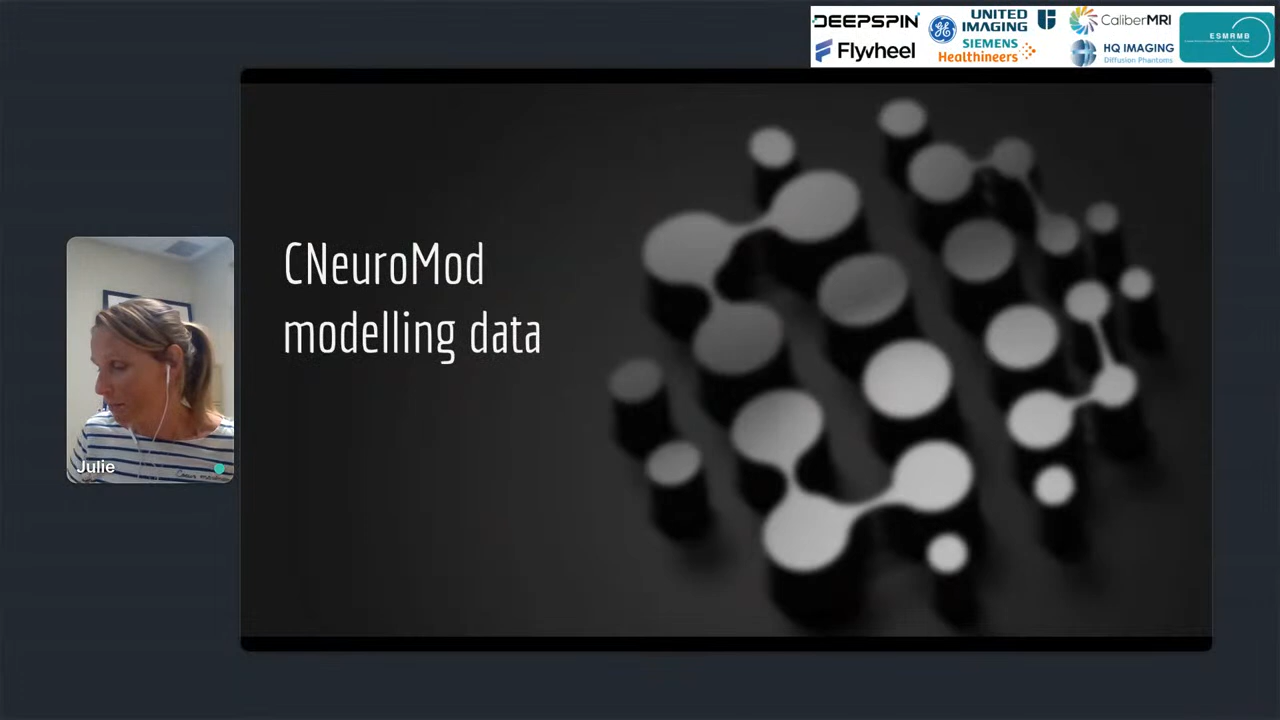 DEEPSPIN
UNITED
IMAGING
CaliberMRI
ESMRMB
Flywheel
SIEMENS
Healthineers
HQ IMAGING
Diffusion Phantoms
CNeuroMod
modelling data
Julie